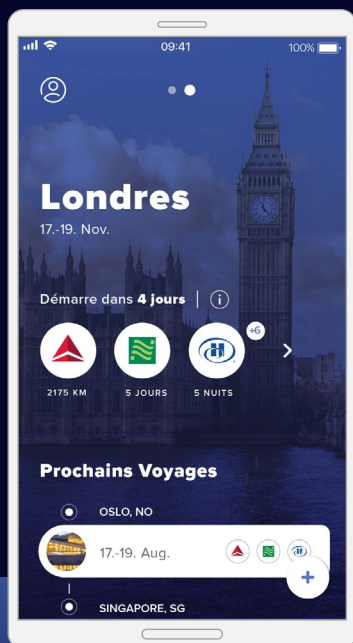 09:41
100%
Londres
17.-19. Nov.
Démarre dans 4 jours
i
+6
H
2175 KM
5 JOURS
5 NUITS
Prochains Voyages
OSLO, NO
17.-19. Aug.
H
+
SINGAPORE, SG